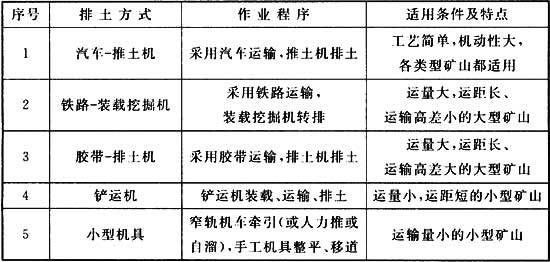 序号 排土方式 作业程序 适用条件及特点
1 汽车-推土机 采用汽车运输,推土机排土 工艺简单,机动性大,
各类型矿山都适用
2 铁路-装载挖掘机 采用铁路运输,
装载挖掘机转排 运量大,运距长、
运输高差小的大型矿山
3 胶带-排土机 采用胶带运输,排土机排土 运量大,运距长、
运输高差大的大型矿山
4 铲运机 铲运机装载、运输、排土 运量小,运距短的小型矿山
5 小型机具 窄轨机车牵引(或人力推或
自溜),手工机具整平、移道 运输量小的小型矿山